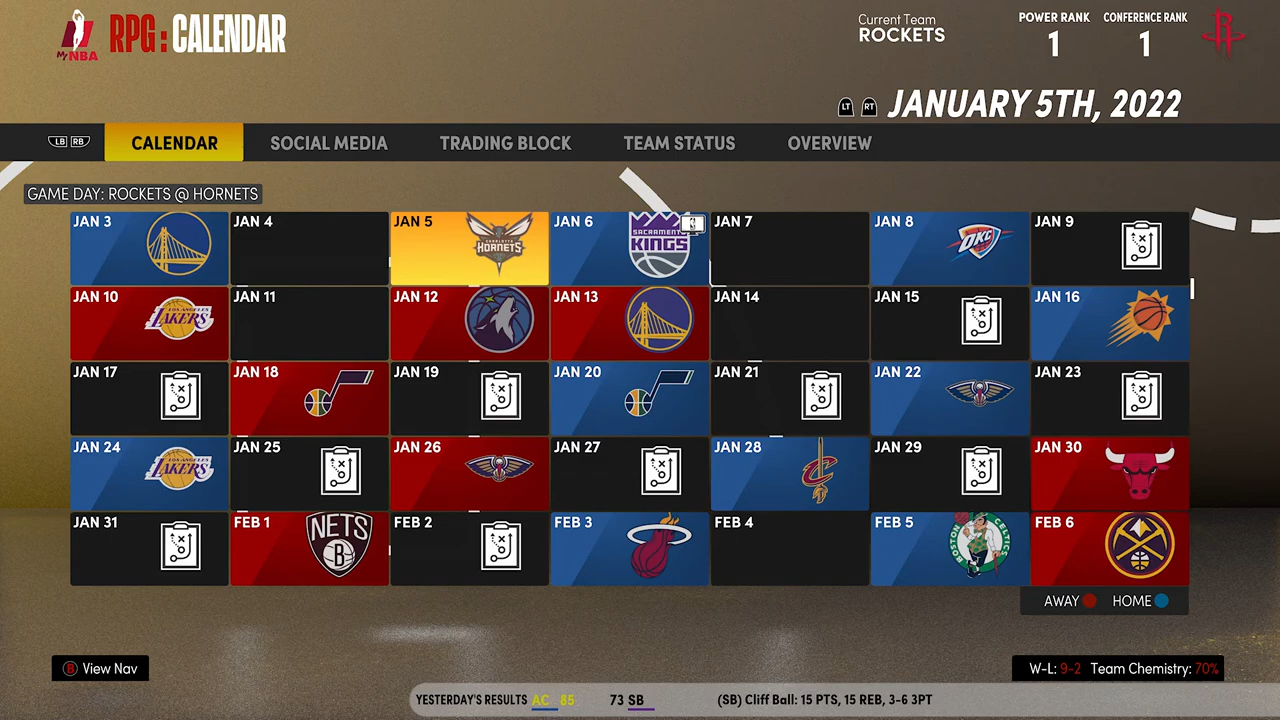 My NBA
RPG: CALENDAR
Current Team
ROCKETS
POWER RANK
1
CONFERENCE RANK
1
LT RT JANUARY 5TH, 2022
LB RB
CALENDAR
SOCIAL MEDIA
TRADING BLOCK
TEAM STATUS
OVERVIEW
GAME DAY: ROCKETS @ HORNETS
JAN 3
JAN 4
JAN 5
CHARLOTTE
HORNETS
JAN 6
SACRAMENTO
KINGS
JAN 7
JAN 8
OKC
JAN 9
JAN 10
LOS ANGELES
LAKERS
JAN 11
JAN 12
JAN 13
JAN 14
JAN 15
JAN 16
JAN 17
JAN 18
JAN 19
JAN 20
JAN 21
JAN 22
JAN 23
JAN 24
LOS ANGELES
LAKERS
JAN 25
JAN 26
JAN 27
JAN 28
C
JAN 29
JAN 30
JAN 31
FEB 1
NETS
B
FEB 2
FEB 3
FEB 4
FEB 5
BOSTON CELTICS
FEB 6
AWAY
HOME
B View Nav
W-L: 9-2 Team Chemistry: 70%
YESTERDAY'S RESULTS AC 85 73 SB (SB) Cliff Ball: 15 PTS, 15 REB, 3-6 3PT